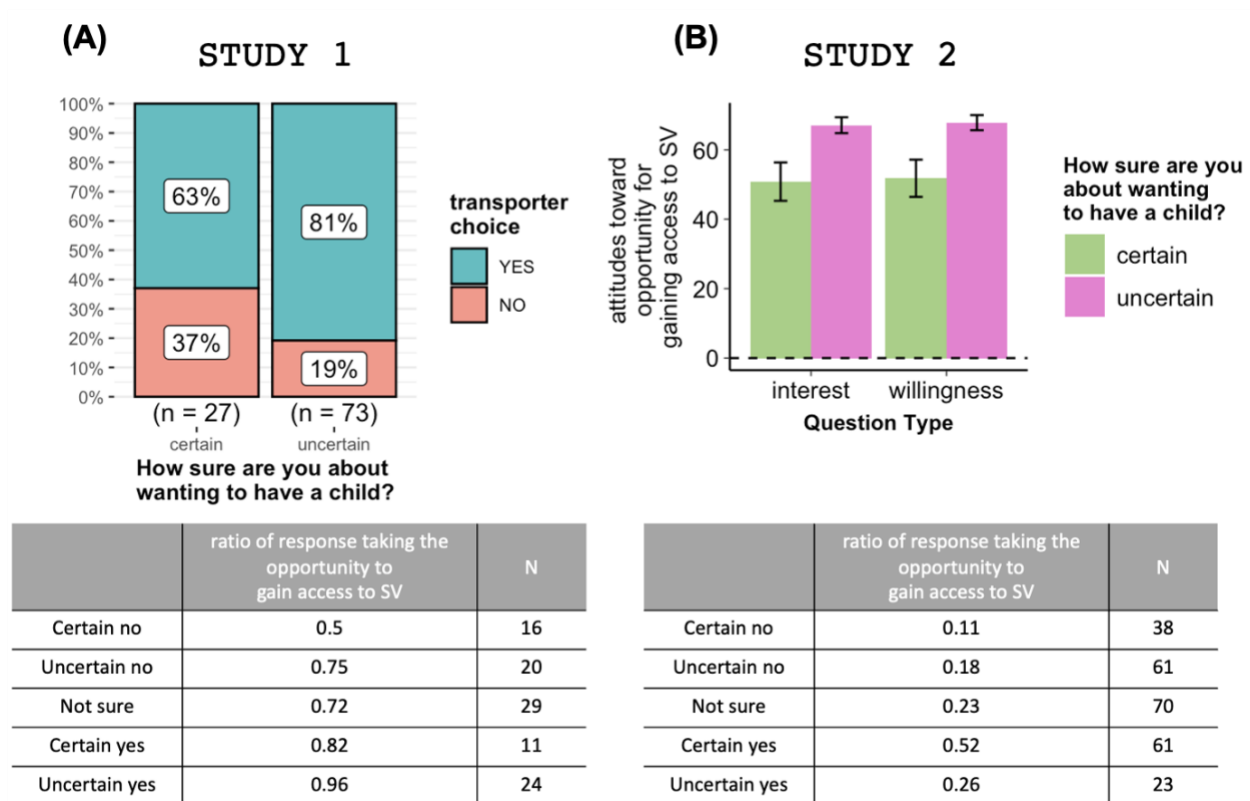 (A)
STUDY 1
100%
90%
80%
70%
60%
50%
40%
30%
20%
10%
0%
63%
37%
81%
19%
(n = 27)
(n = 73)
certain
uncertain
How sure are you about
wanting to have a child?
transporter
choice
YES
NO
(B)
STUDY 2
attitudes toward
opportunity for
gaining access to SV
60
40
20
0
interest
willingness
Question Type
How sure are you
about wanting
to have a child?
certain
uncertain
ratio of response taking the
opportunity to
gain access to SV
N
Certain no 0.5 16
Uncertain no 0.75 20
Not sure 0.72 29
Certain yes 0.82 11
Uncertain yes 0.96 24
ratio of response taking the
opportunity to
gain access to SV
N
Certain no 0.11 38
Uncertain no 0.18 61
Not sure 0.23 70
Certain yes 0.52 61
Uncertain yes 0.26 23